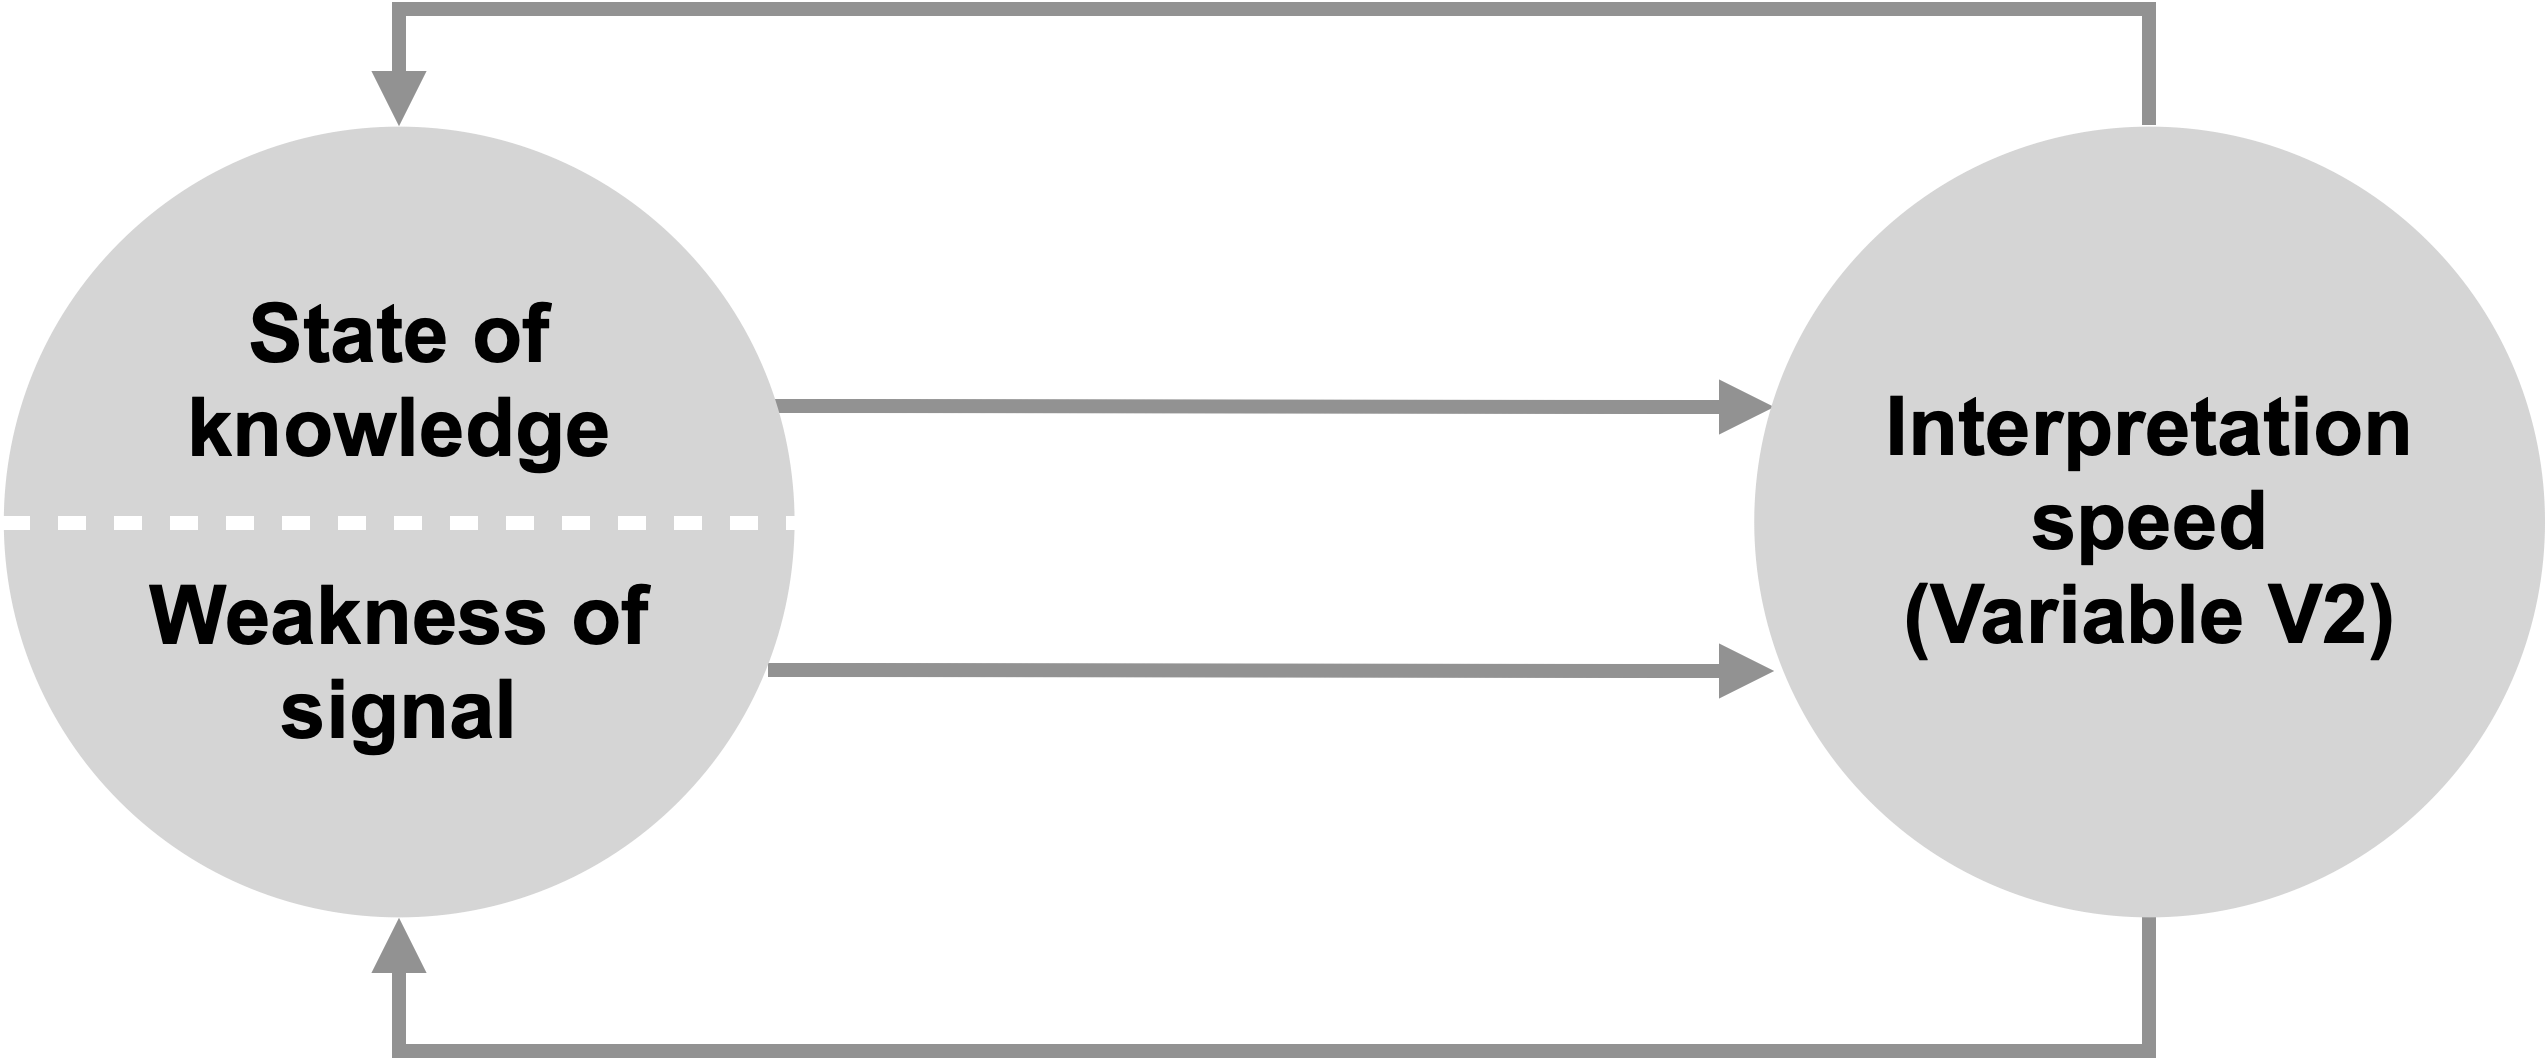 State of
knowledge
Weakness of
signal
Interpretation
speed
(Variable V2)